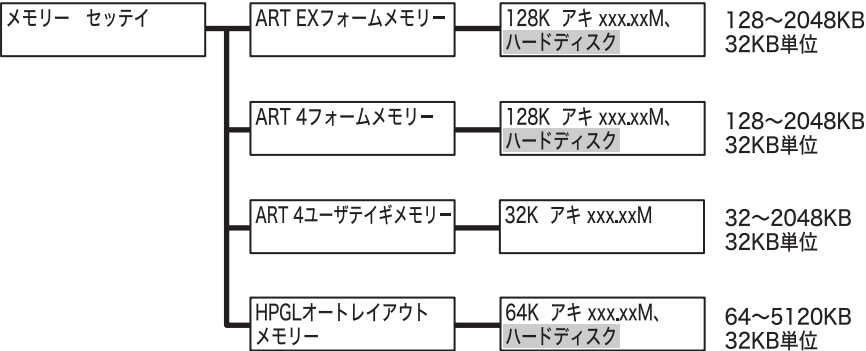 メモリー セッテイ
ART EXフォームメモリー
128K アキ xxx.xxM、
ハードディスク
128～2048KB
32KB単位
ART 4フォームメモリー
128K アキ xxx.xxM、
ハードディスク
128～2048KB
32KB単位
ART 4ユーザテイギメモリー
32K アキ xxx.xxM
32～2048KB
32KB単位
HPGLオートレイアウト
メモリー
64K アキ xxx.xxM、
ハードディスク
64～5120KB
32KB単位